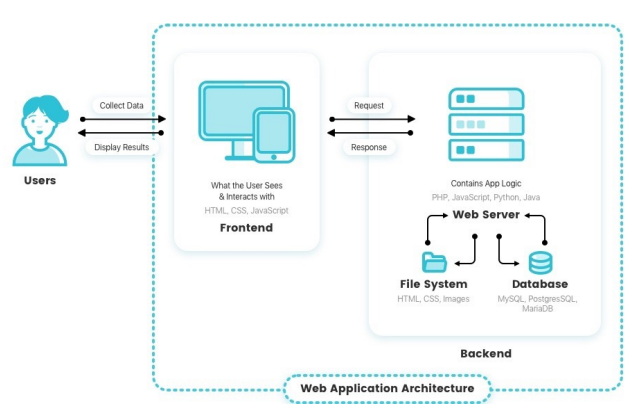 Collect Data
Display Results
Users
What the User Sees
& Interacts with
HTML, CSS, JavaScript
Frontend
Request
Response
Contains App Logic
PHP, JavaScript, Python, Java
Web Server
File System
HTML, CSS, Images
Database
MySQL, PostgreSQL,
MariaDB
Backend
Web Application Architecture